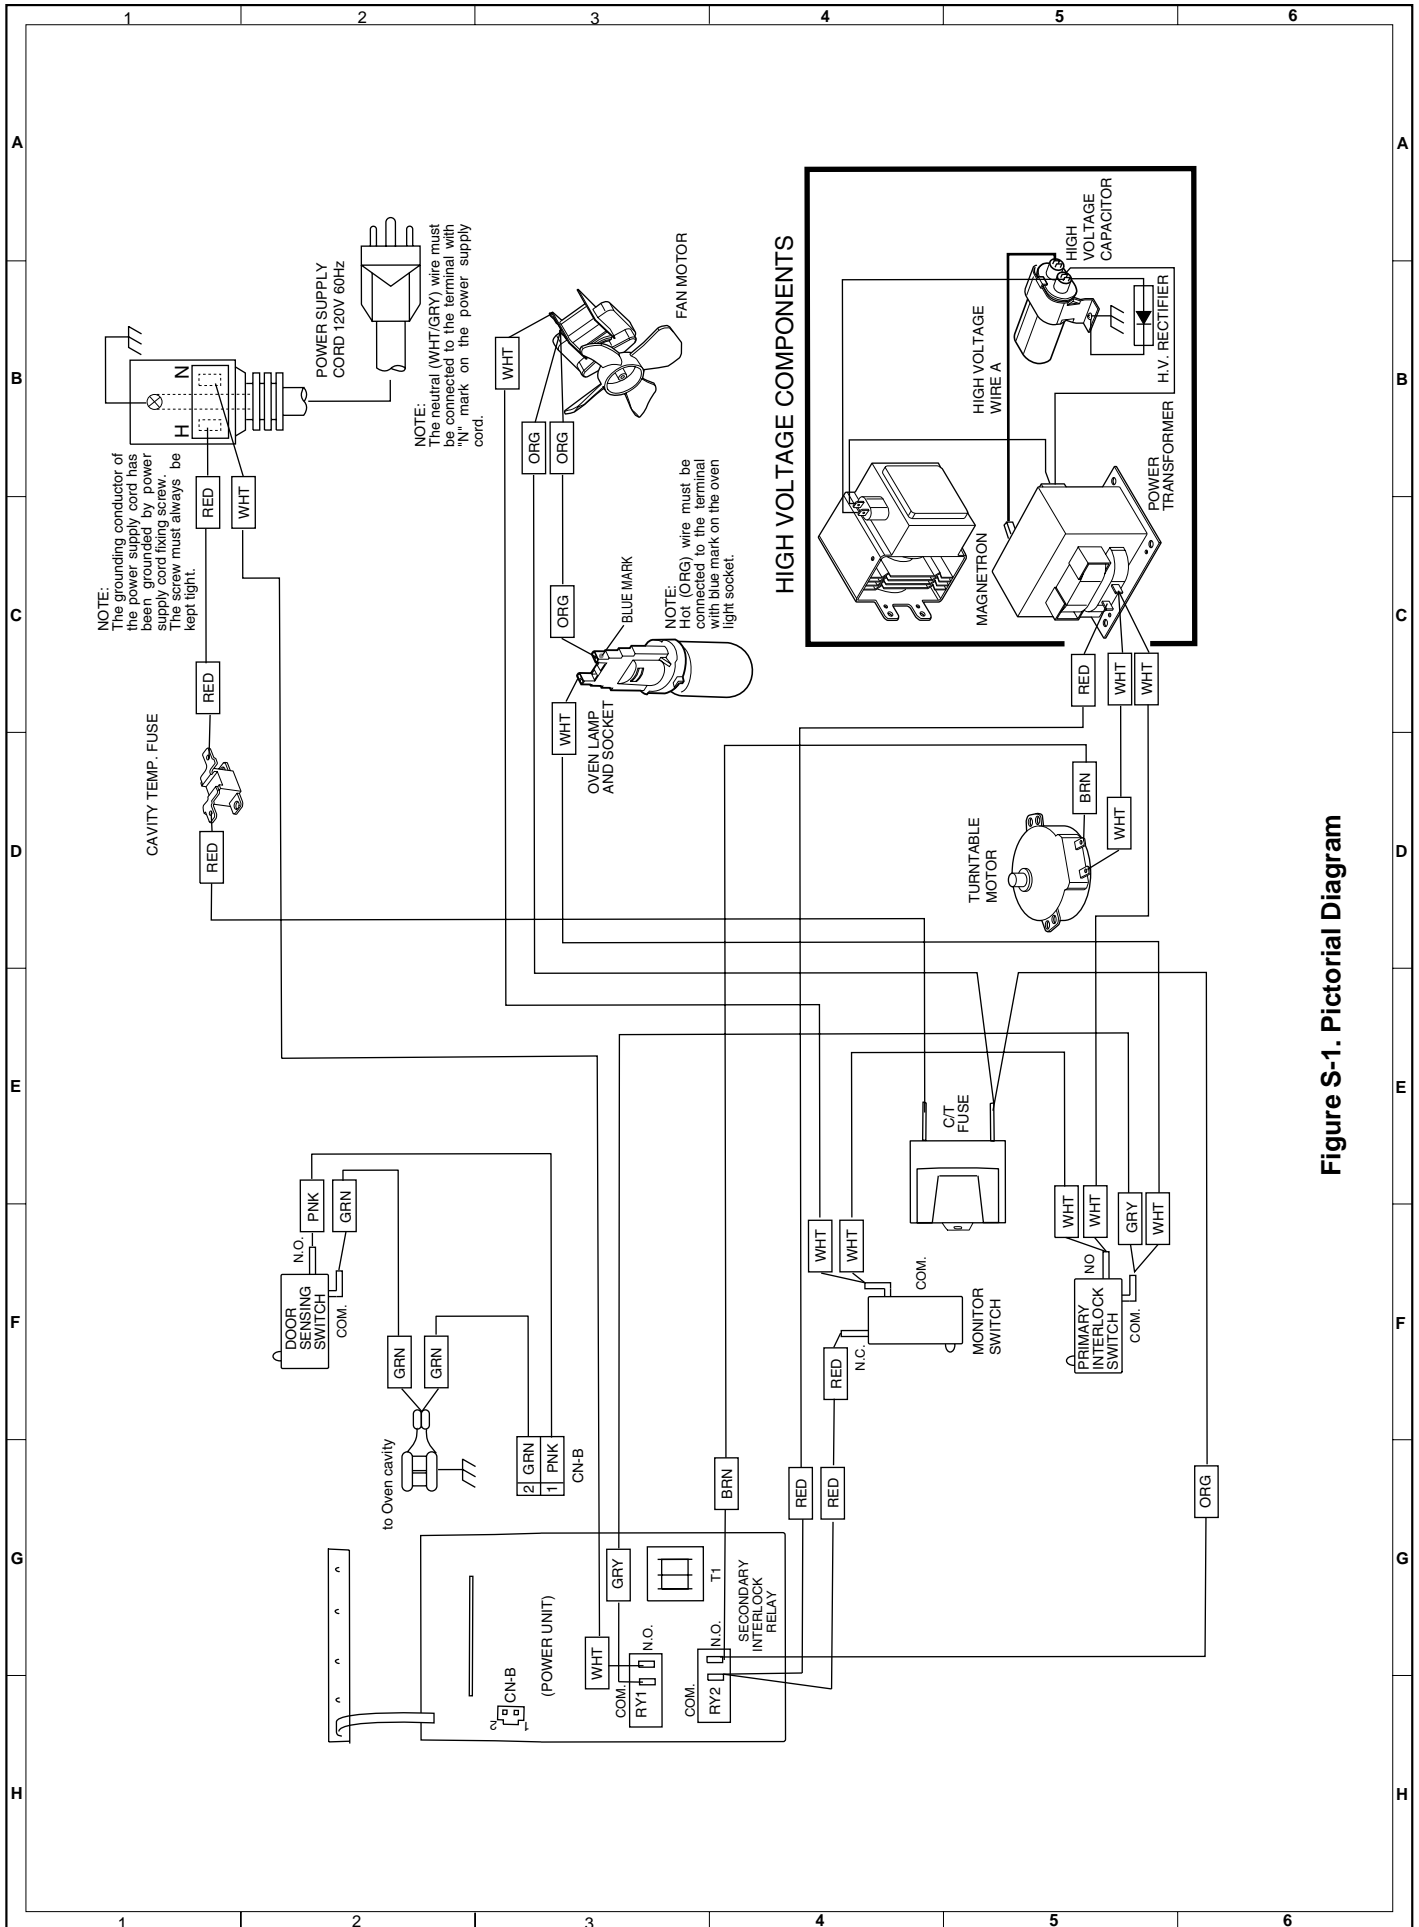 1
2
3
4
5
6
A
B
C
D
E
F
G
H
A
B
C
D
E
F
G
H
1
2
3
4
5
6
NOTE:
The grounding conductor of
the power supply cord has
been grounded by power
supply cord fixing screw.
The screw must always be
kept tight.
H
N
RED
WHT
POWER SUPPLY
CORD 120V 60Hz
NOTE:
The neutral (WHT/GRY) wire must
be connected to the terminal with
"N" mark on the power supply
cord.
CAVITY TEMP. FUSE
RED
RED
WHT
ORG
ORG
FAN MOTOR
ORG
BLUE MARK
NOTE:
Hot (ORG) wire must be
connected to the terminal
with blue mark on the oven
light socket.
WHT
OVEN LAMP
AND SOCKET
HIGH VOLTAGE COMPONENTS
HIGH
VOLTAGE
CAPACITOR
HIGH VOLTAGE
WIRE A
H.V. RECTIFIER
MAGNETRON
POWER
TRANSFORMER
RED
WHT
WHT
BRN
WHT
TURNTABLE
MOTOR
C/T
FUSE
PNK
GRN
N.O.
DOOR
SENSING
SWITCH
COM.
GRN
GRN
to Oven cavity
2 GRN
1 PNK
CN-B
WHT
WHT
COM.
MONITOR
SWITCH
N.C.
RED
WHT
WHT
GRY
WHT
NO
PRIMARY
INTERLOCK
SWITCH
COM.
BRN
RED
RED
ORG
GRY
T1
N.O.
N.O.
SECONDARY
INTERLOCK
RELAY
WHT
(POWER UNIT)
CN-B
2
1
COM.
RY1
COM.
RY2
Figure S-1. Pictorial Diagram